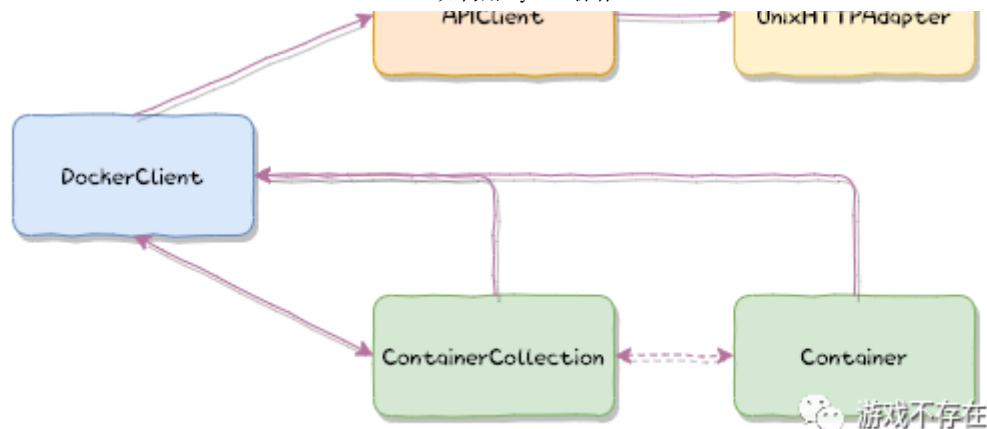 APIClient
UnixHTTPAdapter
DockerClient
ContainerCollection
Container
游戏不存在